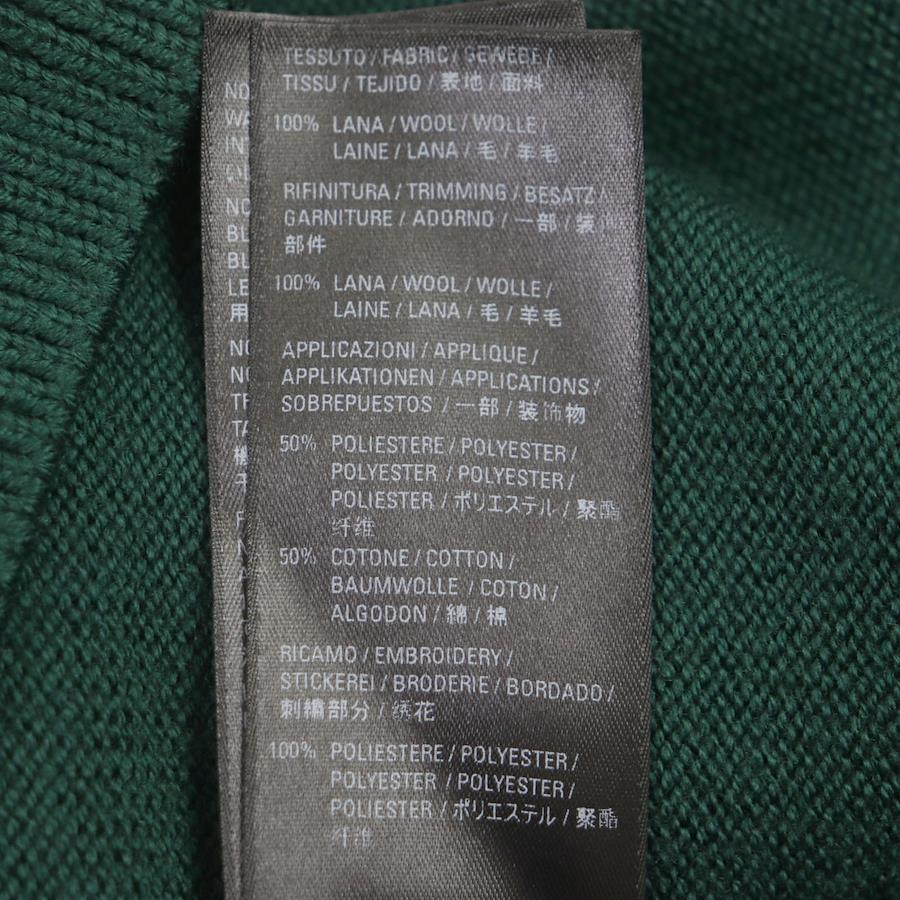 TESSUTO / FABRIC / GEWEBE /
TISSU / TEJIDO / 表地 / 面料
100% LANA / WOOL / WOLLE /
LAINE / LANA / 毛 / 羊毛
RIFINITURA / TRIMMING / BESATZ /
GARNITURE / ADORNO / 一部 / 装
部件
100% LANA / WOOL / WOLLE /
LAINE / LANA / 毛 / 羊毛
APPLICAZIONI / APPLIQUE /
APPLIKATIONEN / APPLICATIONS /
SOBREPUESTOS / 一部 / 装饰物
50% POLIESTERE / POLYESTER /
POLYESTER / POLYESTER /
POLIESTER / ポリエステル / 聚酯
纤维
50% COTONE / COTTON /
BAUMWOLLE / COTON /
ALGODON / 綿 / 棉
RICAMO / EMBROIDERY /
STICKEREI / BRODERIE / BORDADO /
刺繍部分 / 绣花
100% POLIESTERE / POLYESTER /
POLYESTER / POLYESTER /
POLIESTER / ポリエステル / 聚酯
纤维